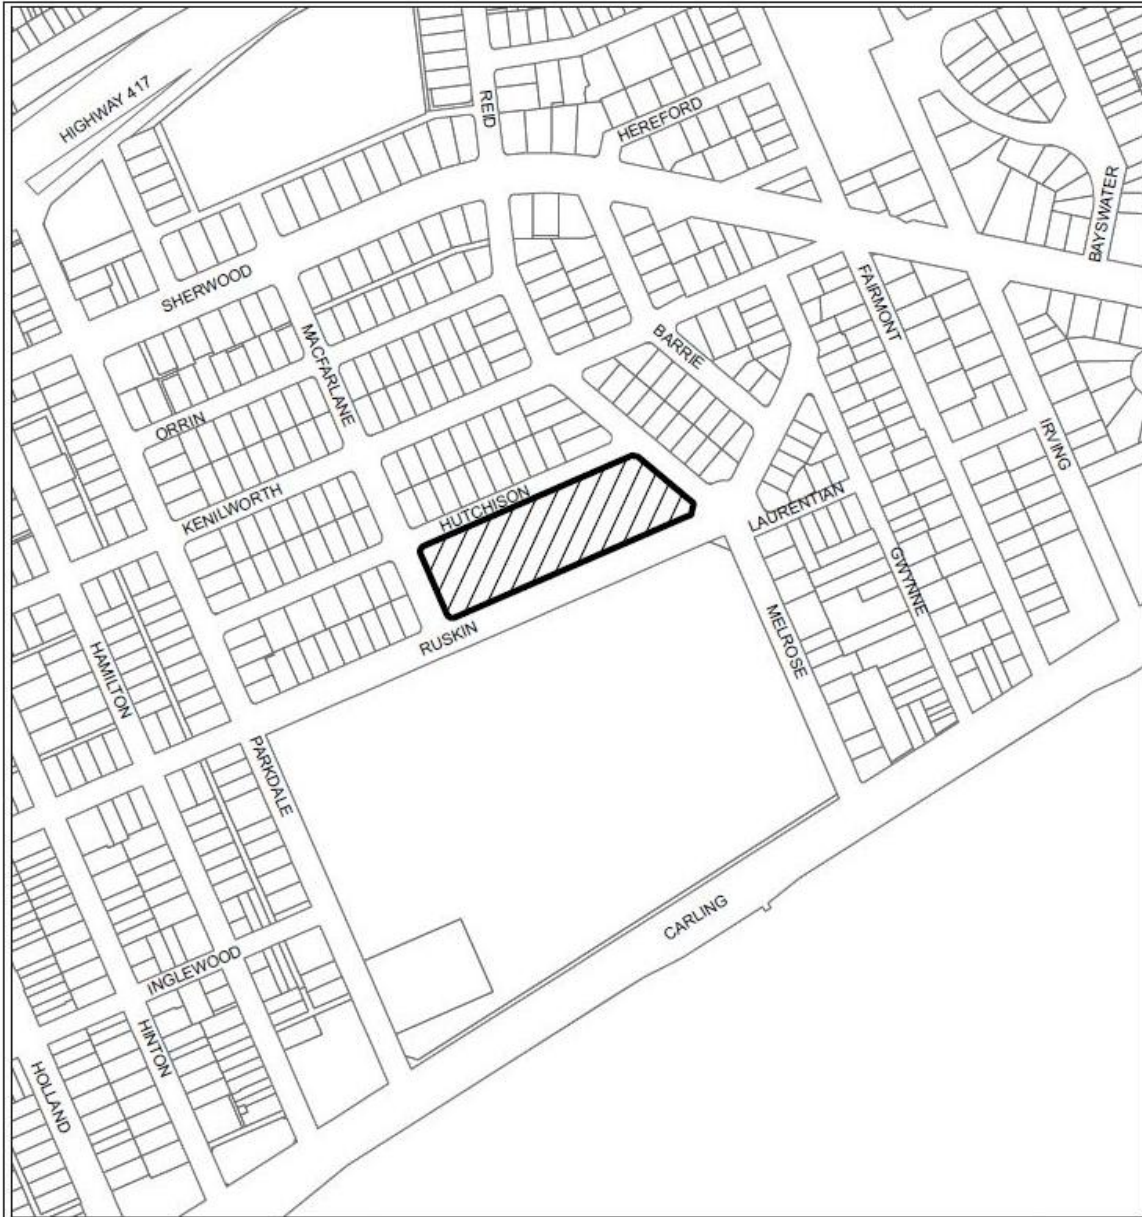 HIGHWAY 417
REID
HEREFORD
BAYSWATER
SHERWOOD
FAIRMONT
MACFARLANE
BARRIE
ORRIN
IRVING
KENILWORTH
HUTCHISON
LAURENTIAN
GWYNNE
RUSKIN
MELROSE
HAMILTON
PARKDALE
CARLING
INGLEWOOD
HINTON
HOLLAND